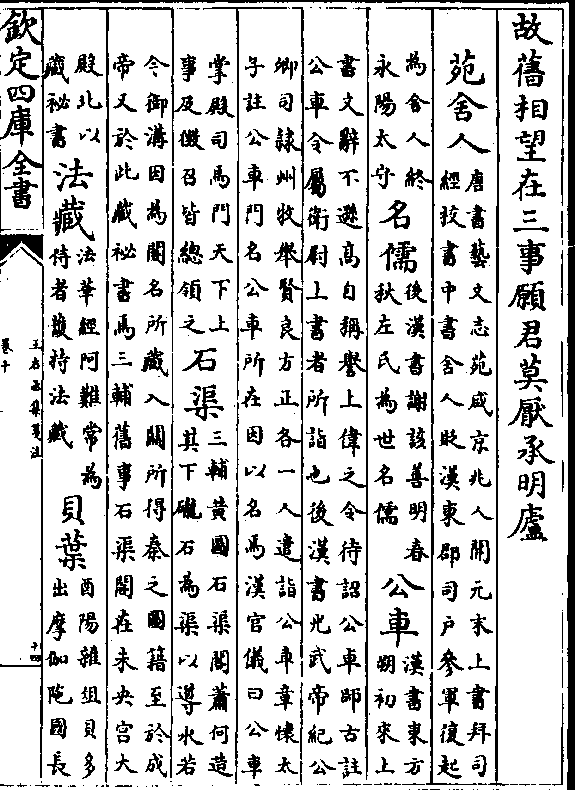 故舊相望在三事願君莫厭承明廬
苑舍人
唐書藝文志苑咸京兆人開元末上書拜司
經校書中書舍人貶漢東郡司戶參軍復起
為舍人終
永陽太守
名儒
後漢書謝該善明春
秋左氏為世名儒
公車
漢書東方
朔初來上
書文辭不遜高自稱譽上偉之令待詔公車師古註
公車令屬衛尉上書者所詣也後漢書光武帝紀公
卿司隸州牧舉賢良方正各一人遣詣公車章懷太
子註公車門名公車所在因以名焉漢官儀曰公車
掌殿司馬門天下上
事及徵召皆總領之
石渠
三輔黃圖石渠閣蕭何造
其下礲石為渠以導水若
今御溝因為閣名所藏入關所得秦之圖籍至於成
帝又於此藏祕書焉三輔舊事石渠閣在未央宮大
殿北以
藏祕書
法藏
法華經阿難常為
侍者護持法藏
貝葉
酉陽雜俎貝多
出摩伽陁國長
欽定四庫全書
王右丞集箋注
卷十
十四